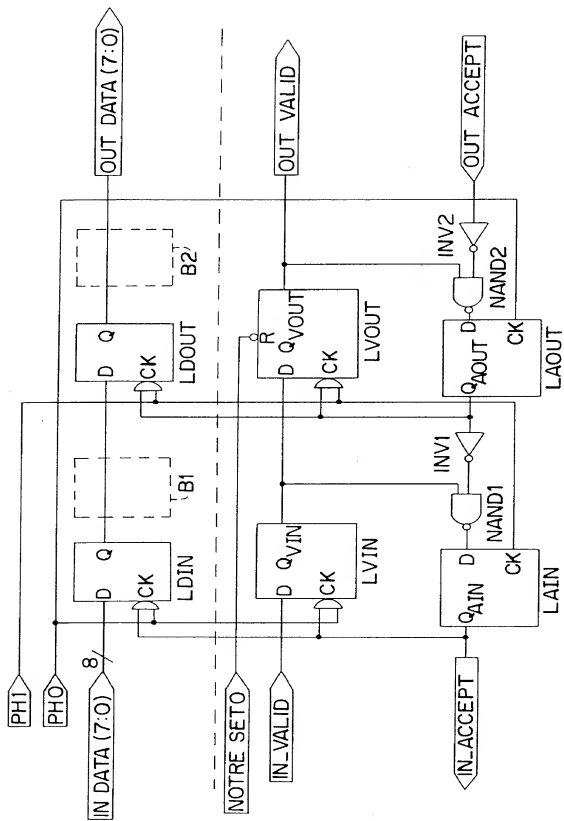 PH1
PH0
IN DATA (7:0)
8
D Q
CK
LDIN
B1
D Q
CK
LDOUT
B2
OUT DATA (7:0)
NOTRE SET0
IN_VALID
D QVIN
CK
LVIN
R
D QVOUT
CK
LVOUT
OUT VALID
IN_ACCEPT
QAIN D
CK
LAIN
NAND1
INV1
QAOUT D
CK
LAOUT
NAND2
INV2
OUT ACCEPT